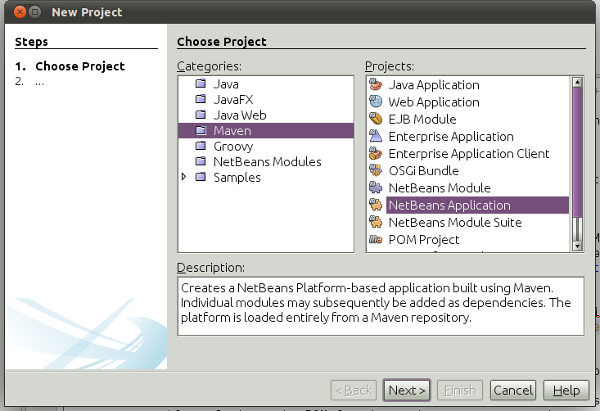 New Project
Steps
1. Choose Project
2. ...
Choose Project
Categories:
Java
JavaFX
Java Web
Maven
Groovy
NetBeans Modules
Samples
Projects:
Java Application
Web Application
EJB Module
Enterprise Application
Enterprise Application Client
OSGi Bundle
NetBeans Module
NetBeans Application
NetBeans Module Suite
POM Project
Description:
Creates a NetBeans Platform-based application built using Maven.
Individual modules may subsequently be added as dependencies. The
platform is loaded entirely from a Maven repository.
< Back
Next >
Finish
Cancel
Help